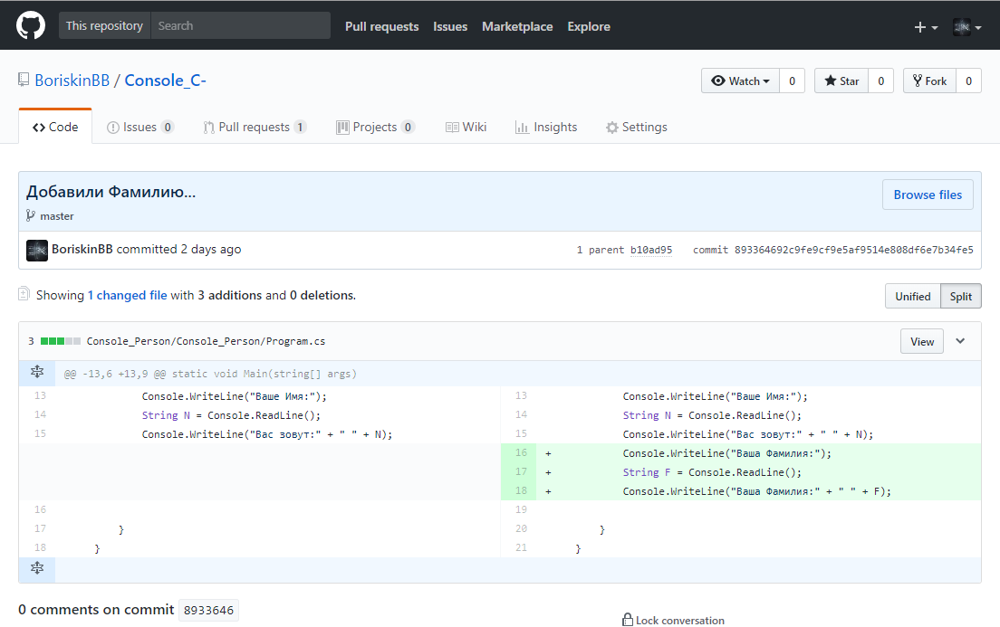 This repository Search Pull requests Issues Marketplace Explore
BoriskinBB / Console_C- Watch 0 Star 0 Fork 0
Code Issues 0 Pull requests 1 Projects 0 Wiki Insights Settings
Добавили Фамилию... Browse files
master
BoriskinBB committed 2 days ago 1 parent b10ad95 commit 893364692c9fe9cf9e5af9514e808df6e7b34fe5
Showing 1 changed file with 3 additions and 0 deletions. Unified Split
3 Console_Person/Console_Person/Program.cs View
@@ -13,6 +13,9 @@ static void Main(string[] args)
13 Console.WriteLine("Ваше Имя:"); 13 Console.WriteLine("Ваше Имя:");
14 String N = Console.ReadLine(); 14 String N = Console.ReadLine();
15 Console.WriteLine("Вас зовут:" + " " + N); 15 Console.WriteLine("Вас зовут:" + " " + N);
16 + Console.WriteLine("Ваша Фамилия:");
17 + String F = Console.ReadLine();
18 + Console.WriteLine("Ваша Фамилия:" + " " + F);
16 19
17 } 20 }
18 } 21 }
0 comments on commit 8933646 Lock conversation